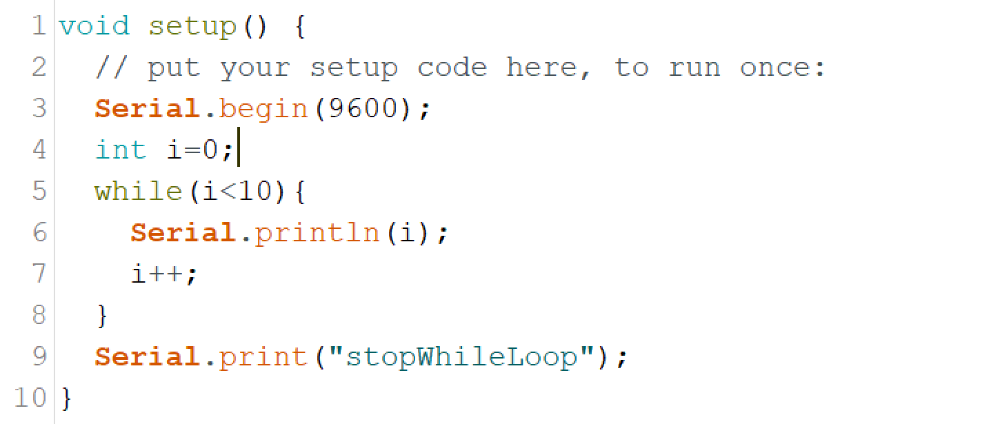 1 void setup() {
2 // put your setup code here, to run once:
3 Serial.begin(9600);
4 int i=0;
5 while(i<10){
6 Serial.println(i);
7 i++;
8 }
9 Serial.print("stopWhileLoop");
10 }